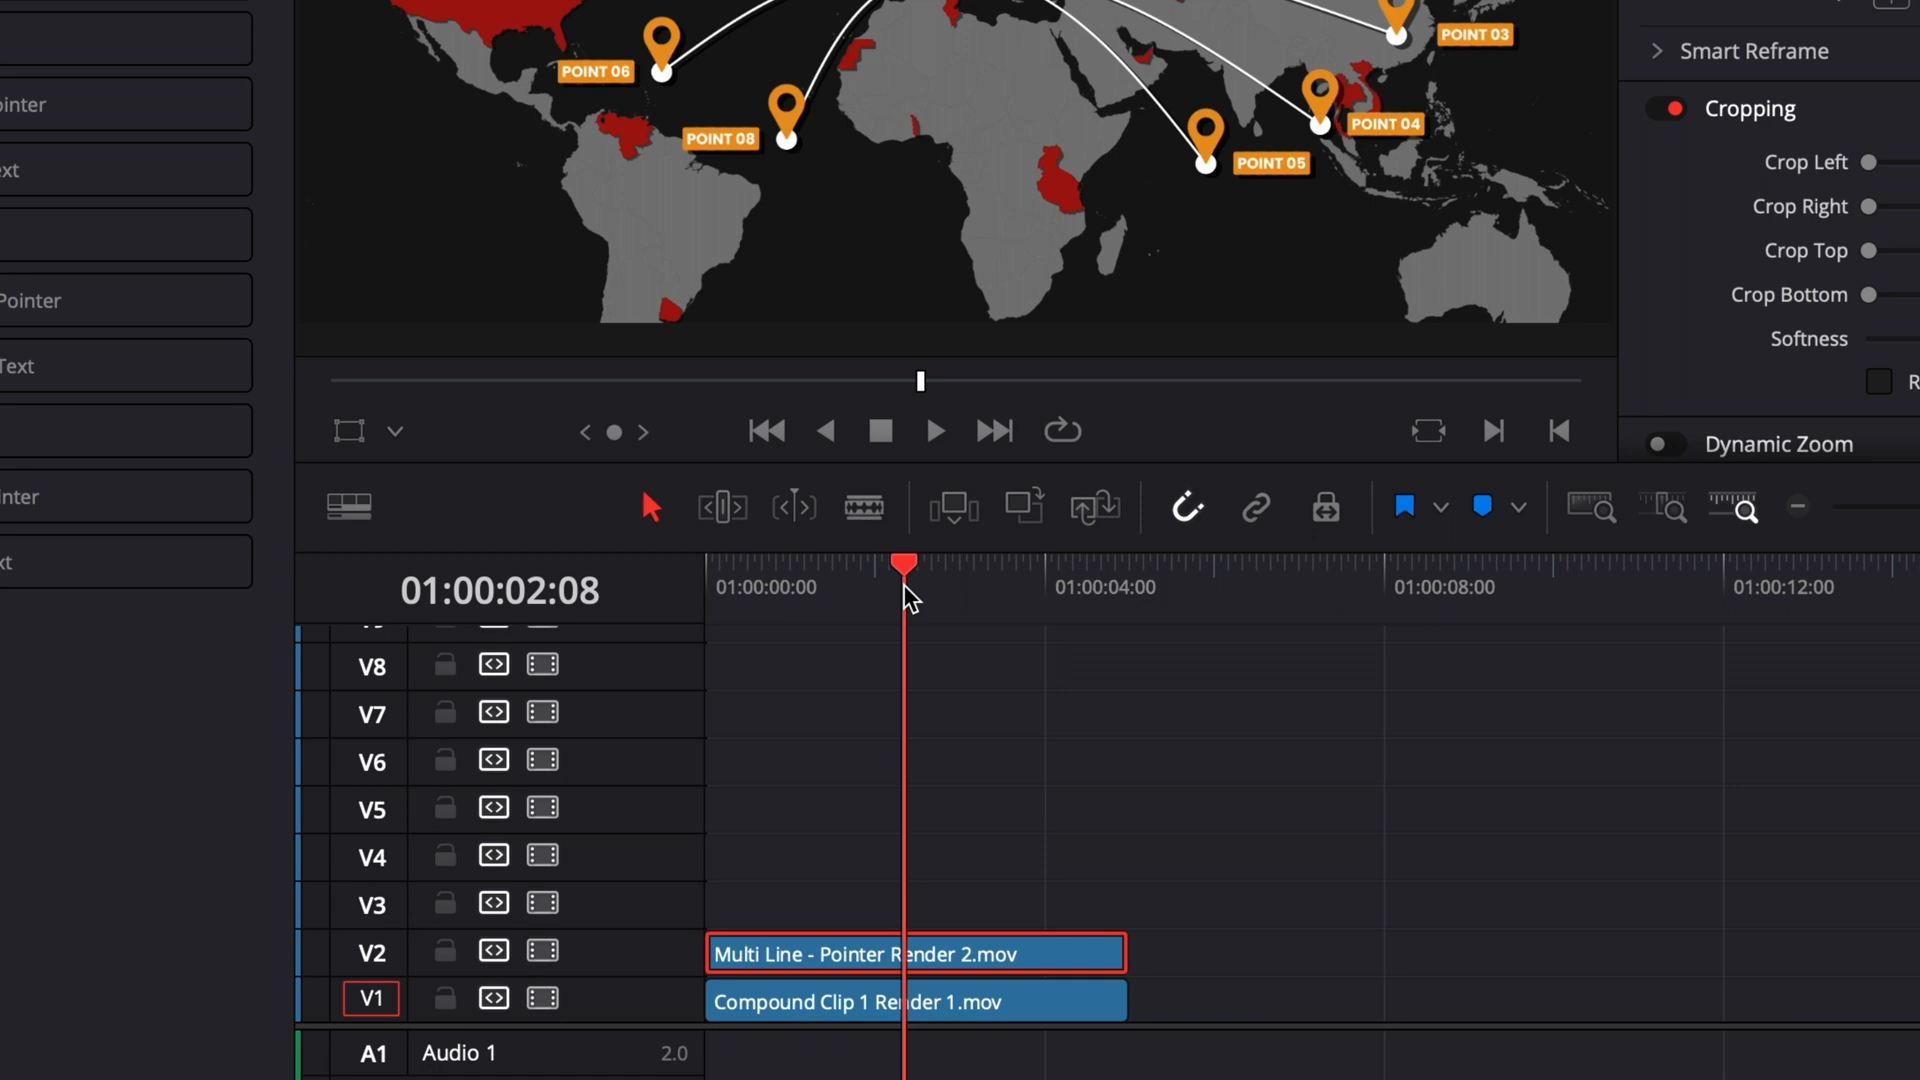 POINT 03
POINT 06
POINT 08
POINT 04
POINT 05
Smart Reframe
Cropping
Crop Left
Crop Right
Crop Top
Crop Bottom
Softness
R
Dynamic Zoom
ointer
ext
Pointer
Text
inter
xt
01:00:02:08
01:00:00:00
01:00:04:00
01:00:08:00
01:00:12:00
V8
V7
V6
V5
V4
V3
V2
Multi Line - Pointer Render 2.mov
V1
Compound Clip 1 Render 1.mov
A1
Audio 1
2.0